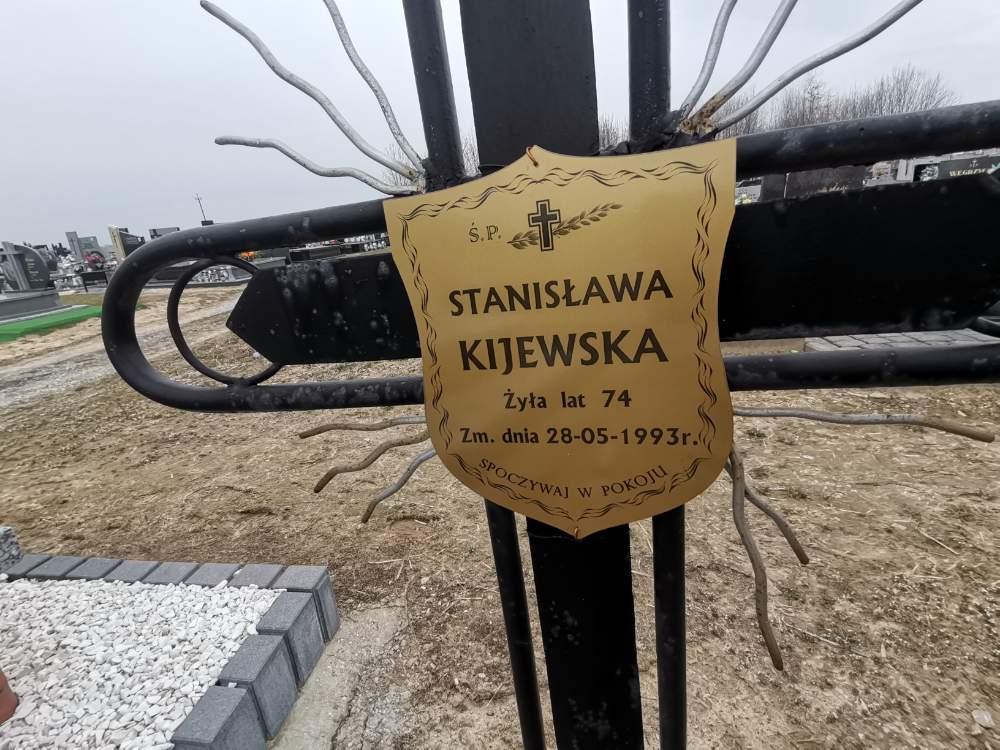 Ś.P.
STANISŁAWA
KIJEWSKA
Żyła lat 74
Zm. dnia 28-05-1993r.
SPOCZYWAJ W POKOJU